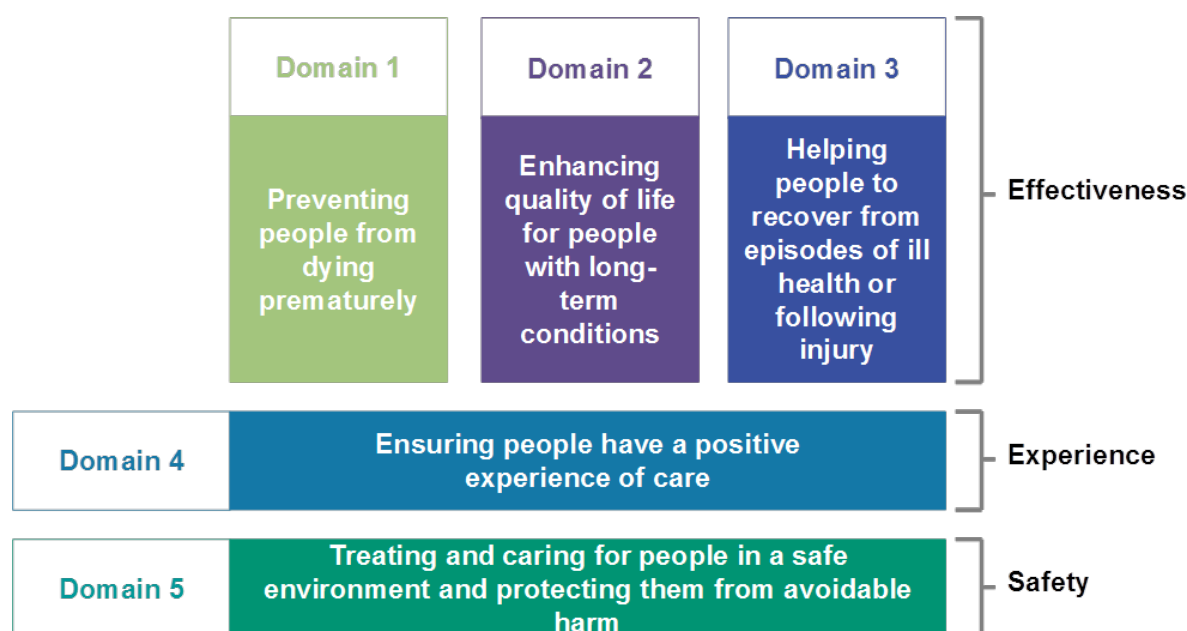 Domain 1
Domain 2
Domain 3
Preventing
people from
dying
prematurely
Enhancing
quality of life
for people
with long-
term
conditions
Helping
people to
recover from
episodes of ill
health or
following
injury
Effectiveness
Domain 4
Ensuring people have a positive
experience of care
Experience
Domain 5
Treating and caring for people in a safe
environment and protecting them from avoidable
harm
Safety